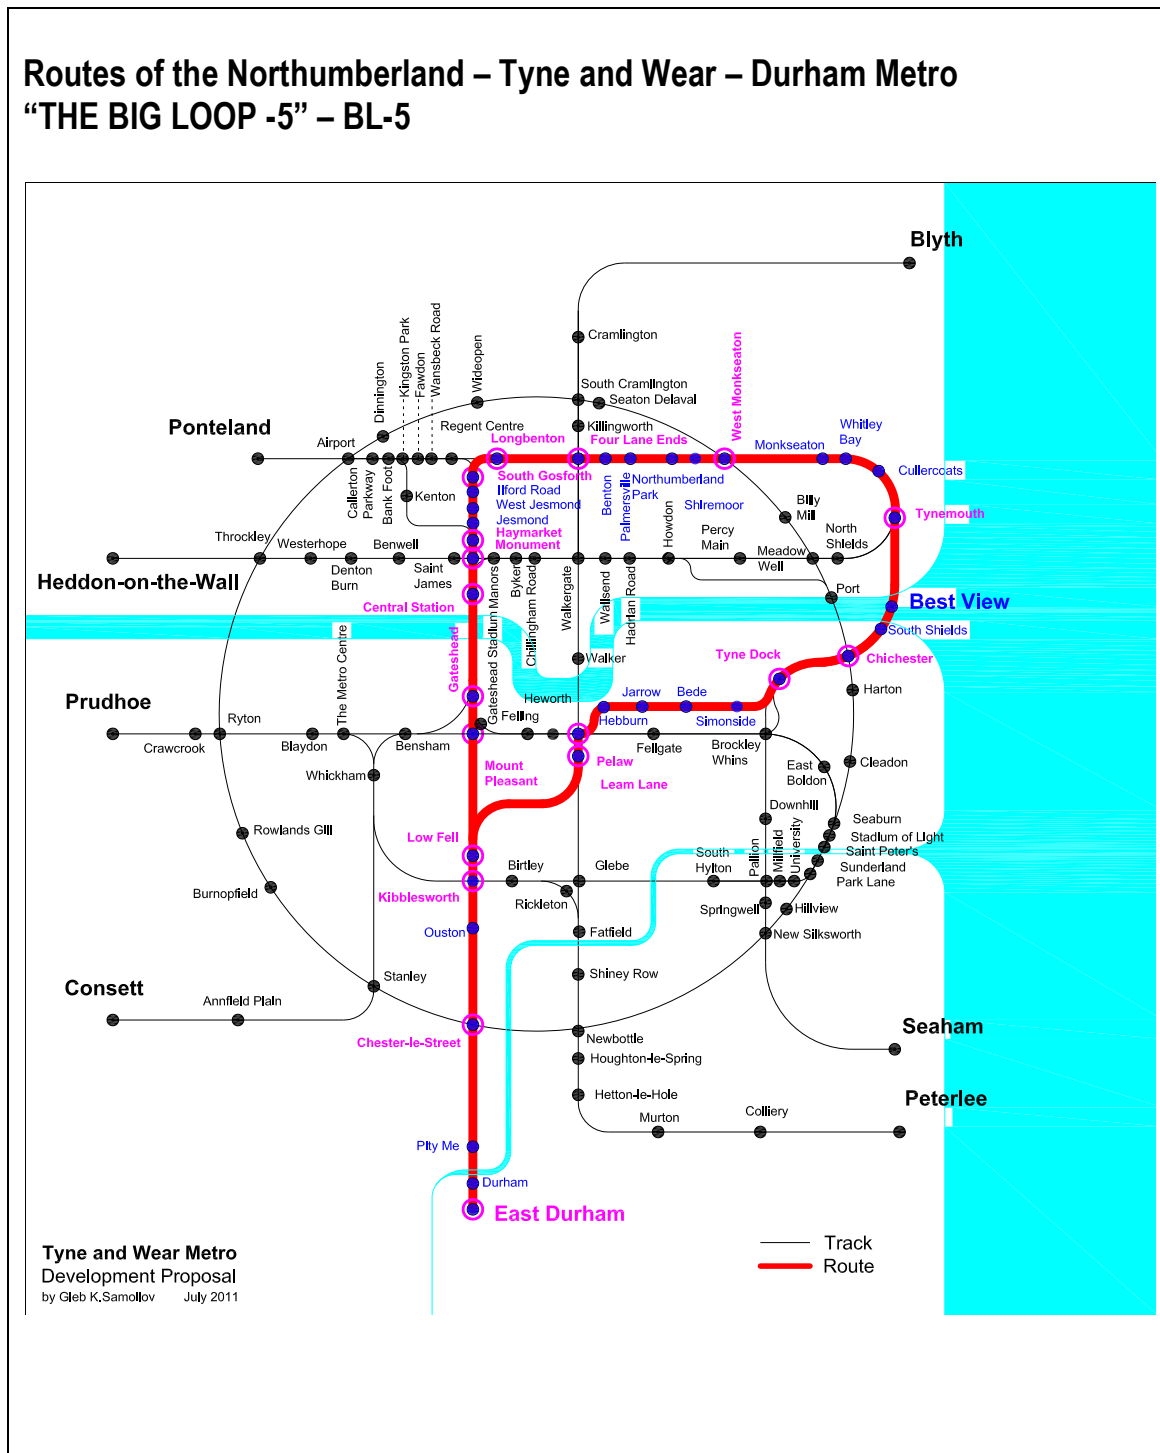 Routes of the Northumberland – Tyne and Wear – Durham Metro
“THE BIG LOOP -5” – BL-5
Blyth
Cramlington
Kingston Park
Fawdon
Wansbeck Road
Dinnington
Wideopen
South Cramlington
Seaton Delaval
West Monkseaton
Ponteland
Airport
Regent Centre
Killingworth
Longbenton
Four Lane Ends
Monkseaton
Whitley
Bay
Cullercoats
Callerton
Parkway
Bank Foot
Kenton
South Gosforth
Ilford Road
West Jesmond
Jesmond
Haymarket
Monument
Benton
Palmersville
Northumberland
Park
Shiremoor
Billy
Mill
Tynemouth
Throckley
Westerhope
Denton
Burn
Benwell
Saint
James
Manors
Byker
Chillingham Road
Walkergate
Wallsend
Hadrian Road
Howdon
Percy
Main
Meadow
Well
North
Shields
Heddon-on-the-Wall
Central Station
Port
Best View
South Shields
Gateshead
Gateshead Stadium
Walker
Tyne Dock
Chichester
Prudhoe
Ryton
The Metro Centre
Heworth
Felling
Hebburn
Jarrow
Bede
Simonside
Harton
Crawcrook
Blaydon
Bensham
Mount
Pleasant
Pelaw
Leam Lane
Fellgate
Brockley
Whins
East
Boldon
Cleadon
Whickham
Downhill
Seaburn
Stadium of Light
Saint Peter's
Sunderland
Park Lane
Rowlands Gill
Low Fell
Birtley
Glebe
South
Hylton
Pallion
Millfield
University
Burnopfield
Kibblesworth
Rickleton
Springwell
Hillview
Ouston
Fatfield
New Silksworth
Consett
Stanley
Annfield Plain
Shiney Row
Chester-le-Street
Newbottle
Seaham
Houghton-le-Spring
Hetton-le-Hole
Peterlee
Murton
Colliery
Pity Me
Durham
East Durham
Tyne and Wear Metro
Development Proposal
by Gleb K.Samoilov July 2011
Track
Route